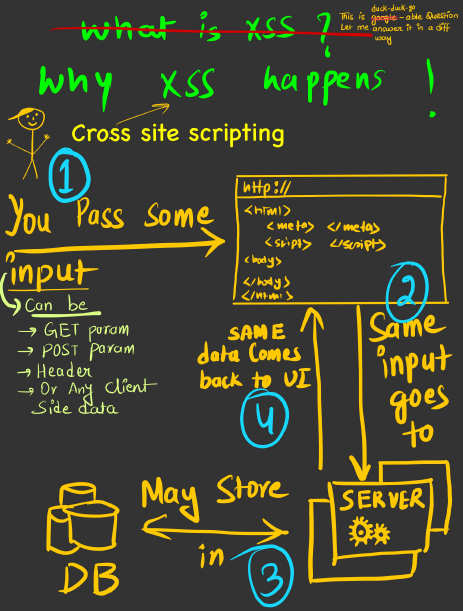 what is xss ?
duck-duck-go
This is google-able Question
Let me answer it in a diff
way
why xss happens !
Cross site scripting
1
You Pass Some
input
Can be
→ GET param
→ POST param
→ Header
→ Or Any Client
Side data
http://
<html>
<meta> </meta>
<sript> </script>
<body>
</body>
</html>
2
Same
input
goes
to
SAME
data Comes
back to UI
4
SERVER
May Store
in
3
DB